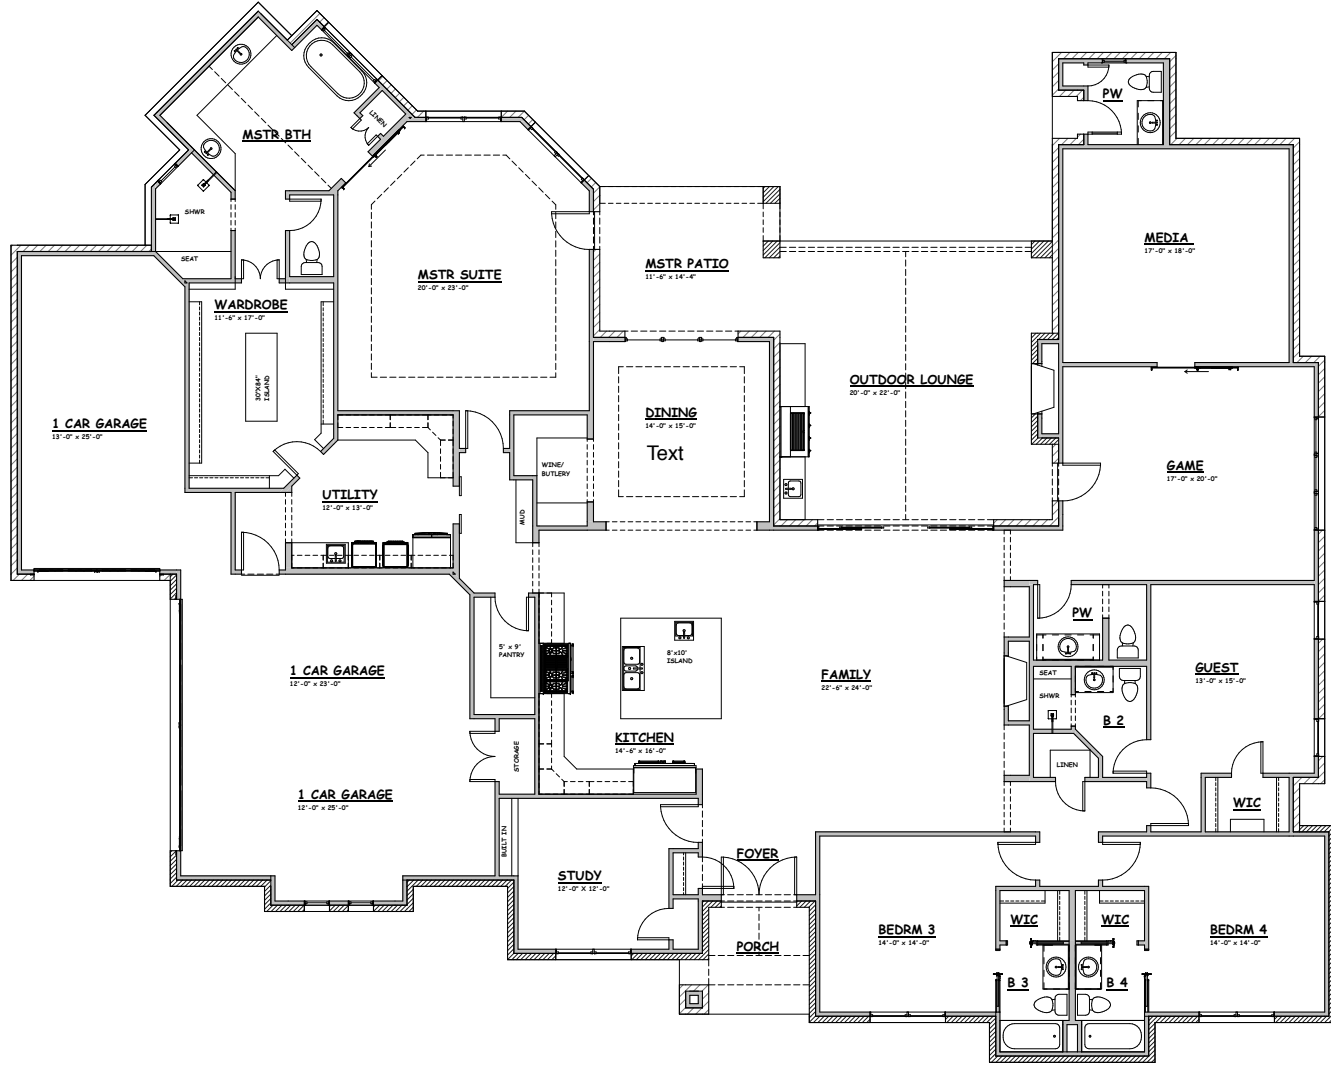 PW
LINEN
MSTR BTH
SHWR
SEAT
MEDIA
17'-0" x 18'-0"
MSTR PATIO
11'-6" x 14'-4"
MSTR SUITE
20'-0" x 23'-0"
WARDROBE
11'-6" x 17'-0"
30"X84"
ISLAND
OUTDOOR LOUNGE
20'-0" x 22'-0"
1 CAR GARAGE
13'-0" x 25'-0"
DINING
14'-0" x 15'-0"
Text
WINE/
BUTLERY
GAME
17'-0" x 20'-0"
UTILITY
12'-0" x 13'-0"
MUD
PW
5' x 9'
PANTRY
8'x10'
ISLAND
1 CAR GARAGE
12'-0" x 23'-0"
FAMILY
22'-6" x 24'-0"
GUEST
13'-0" x 15'-0"
SEAT
SHWR
B 2
KITCHEN
14'-6" x 16'-0"
STORAGE
LINEN
1 CAR GARAGE
12'-0" x 25'-0"
WIC
BUILT IN
FOYER
STUDY
12'-0" X 12'-0"
WIC
WIC
BEDRM 3
14'-0" x 14'-0"
BEDRM 4
14'-0" x 14'-0"
PORCH
B 3
B 4